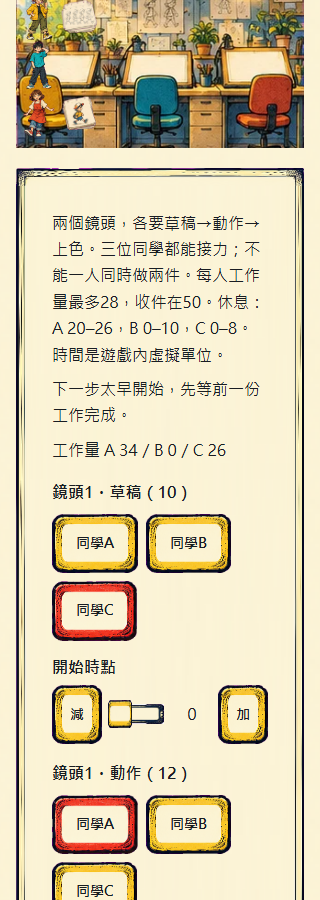 兩個鏡頭，各要草稿→動作→
上色。三位同學都能接力；不
能一人同時做兩件。每人工作
量最多28，收件在50。休息：
A 20–26，B 0–10，C 0–8。
時間是遊戲內虛擬單位。
下一步太早開始，先等前一份
工作完成。
工作量 A 34 / B 0 / C 26
鏡頭1・草稿（10）
同學A 同學B
同學C
開始時點
減 0 加
鏡頭1・動作（12）
同學A 同學B
同學C